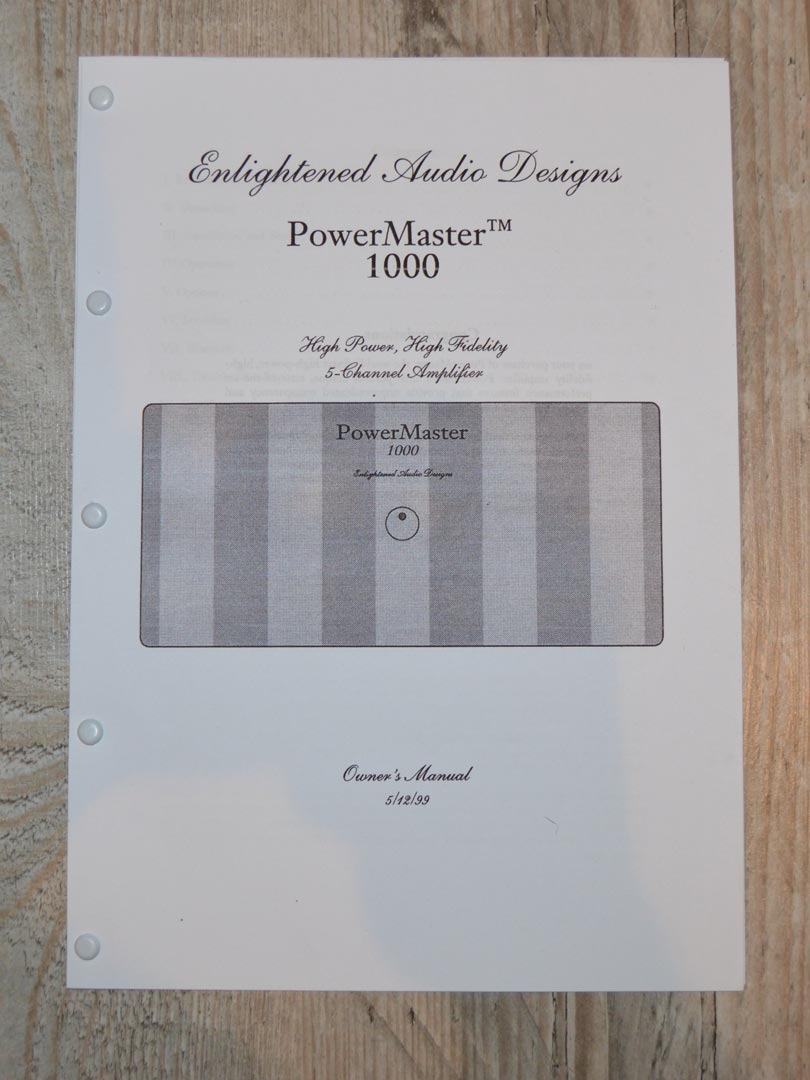 Enlightened Audio Designs
PowerMaster™
1000
High Power, High Fidelity
5-Channel Amplifier
PowerMaster
1000
Enlightened Audio Designs
Owner's Manual
5/12/99